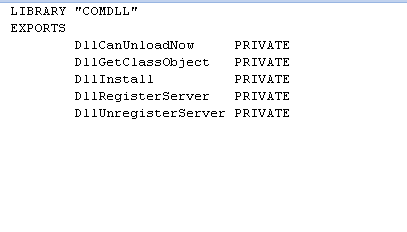 LIBRARY "COMDLL"
EXPORTS
DllCanUnloadNow PRIVATE
DllGetClassObject PRIVATE
DllInstall PRIVATE
DllRegisterServer PRIVATE
DllUnregisterServer PRIVATE